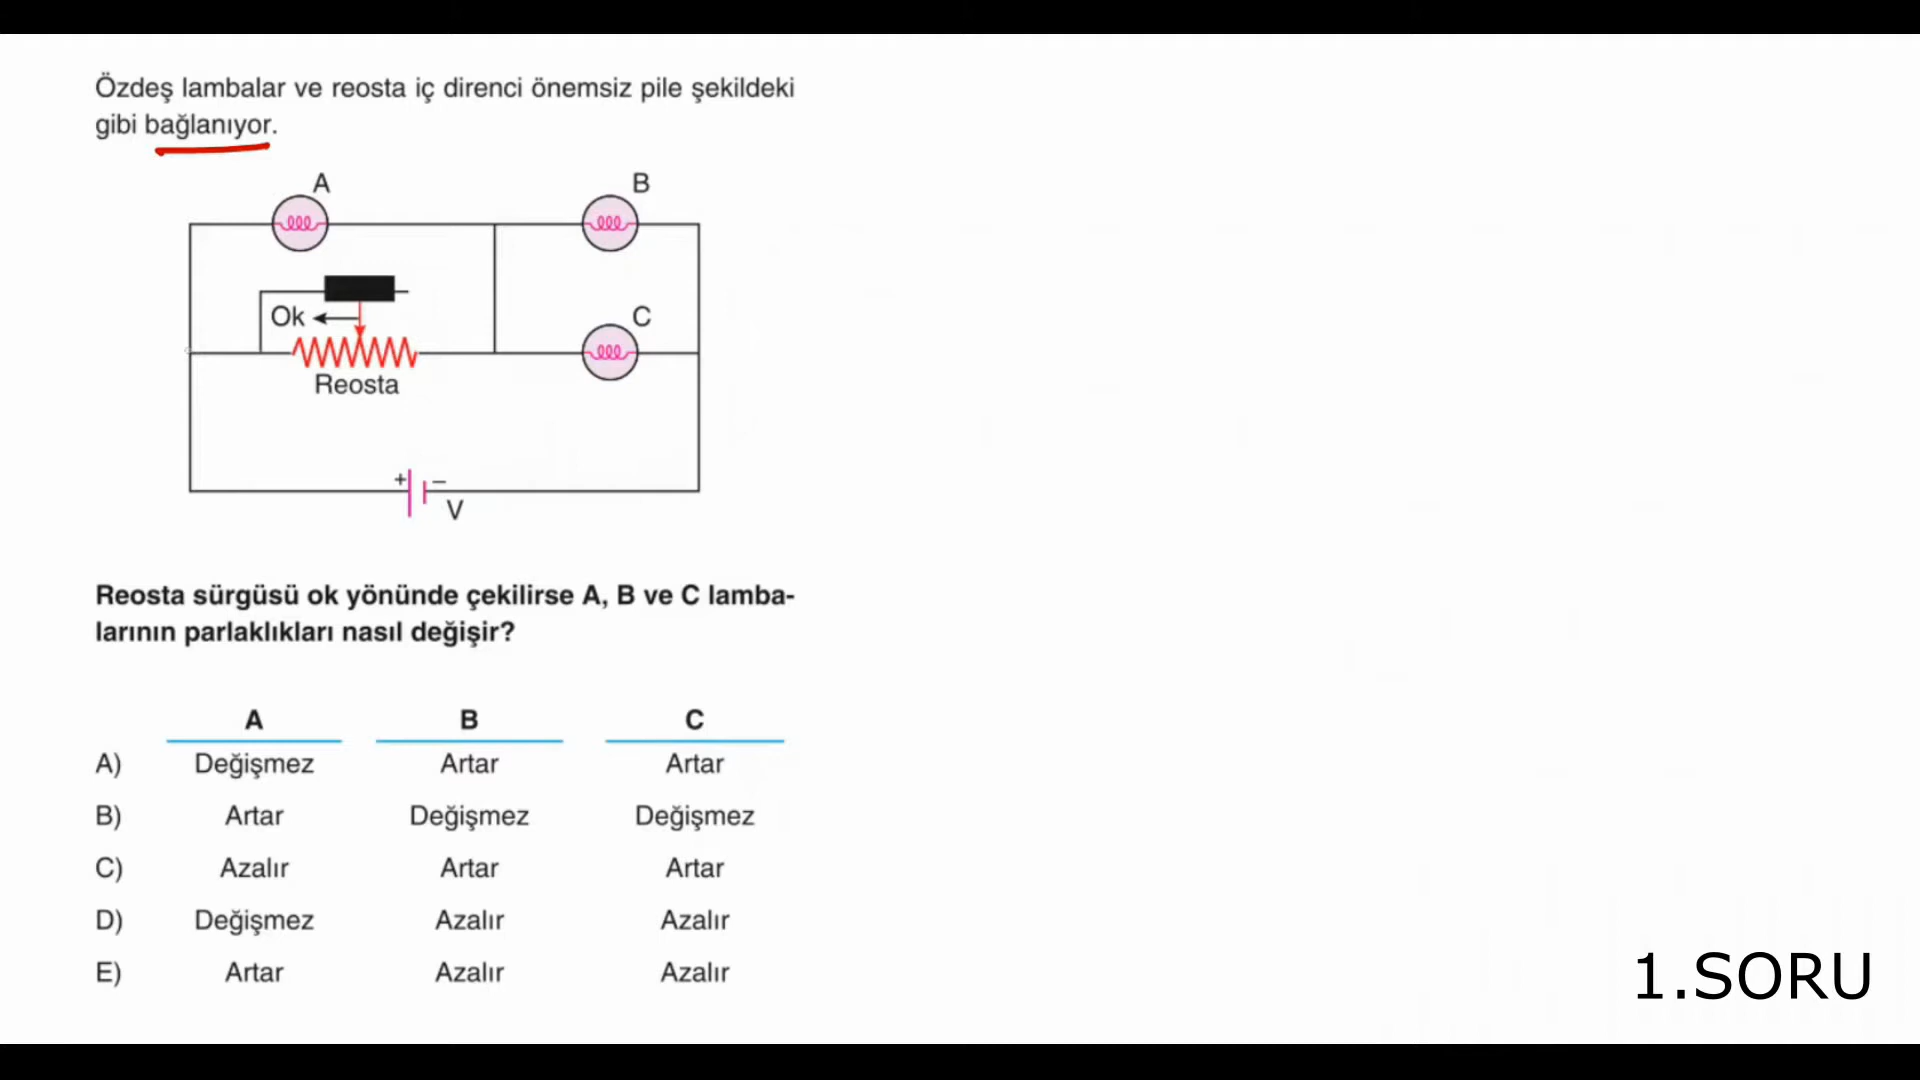 Özdeş lambalar ve reosta iç direnci önemsiz pile şekildeki
gibi bağlanıyor.
A
B
Ok
C
Reosta
+
−
V
Reosta sürgüsü ok yönünde çekilirse A, B ve C lamba-
larının parlaklıkları nasıl değişir?
A B C
A) Değişmez Artar Artar
B) Artar Değişmez Değişmez
C) Azalır Artar Artar
D) Değişmez Azalır Azalır
E) Artar Azalır Azalır
1.SORU